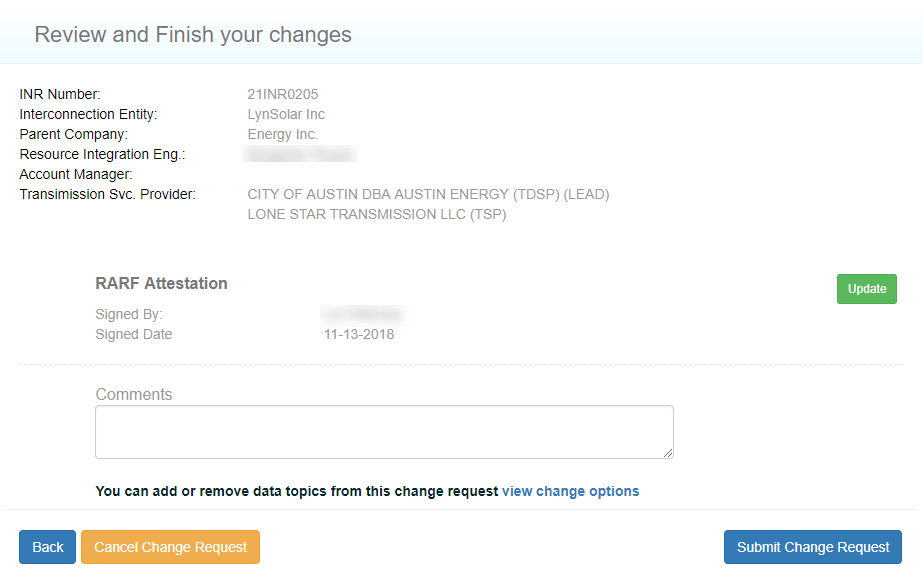 Review and Finish your changes
INR Number: 21INR0205
Interconnection Entity: LynSolar Inc
Parent Company: Energy Inc.
Resource Integration Eng.:
Account Manager:
Transimission Svc. Provider: CITY OF AUSTIN DBA AUSTIN ENERGY (TDSP) (LEAD)
LONE STAR TRANSMISSION LLC (TSP)
RARF Attestation Update
Signed By:
Signed Date 11-13-2018
Comments
You can add or remove data topics from this change request view change options
Back Cancel Change Request Submit Change Request